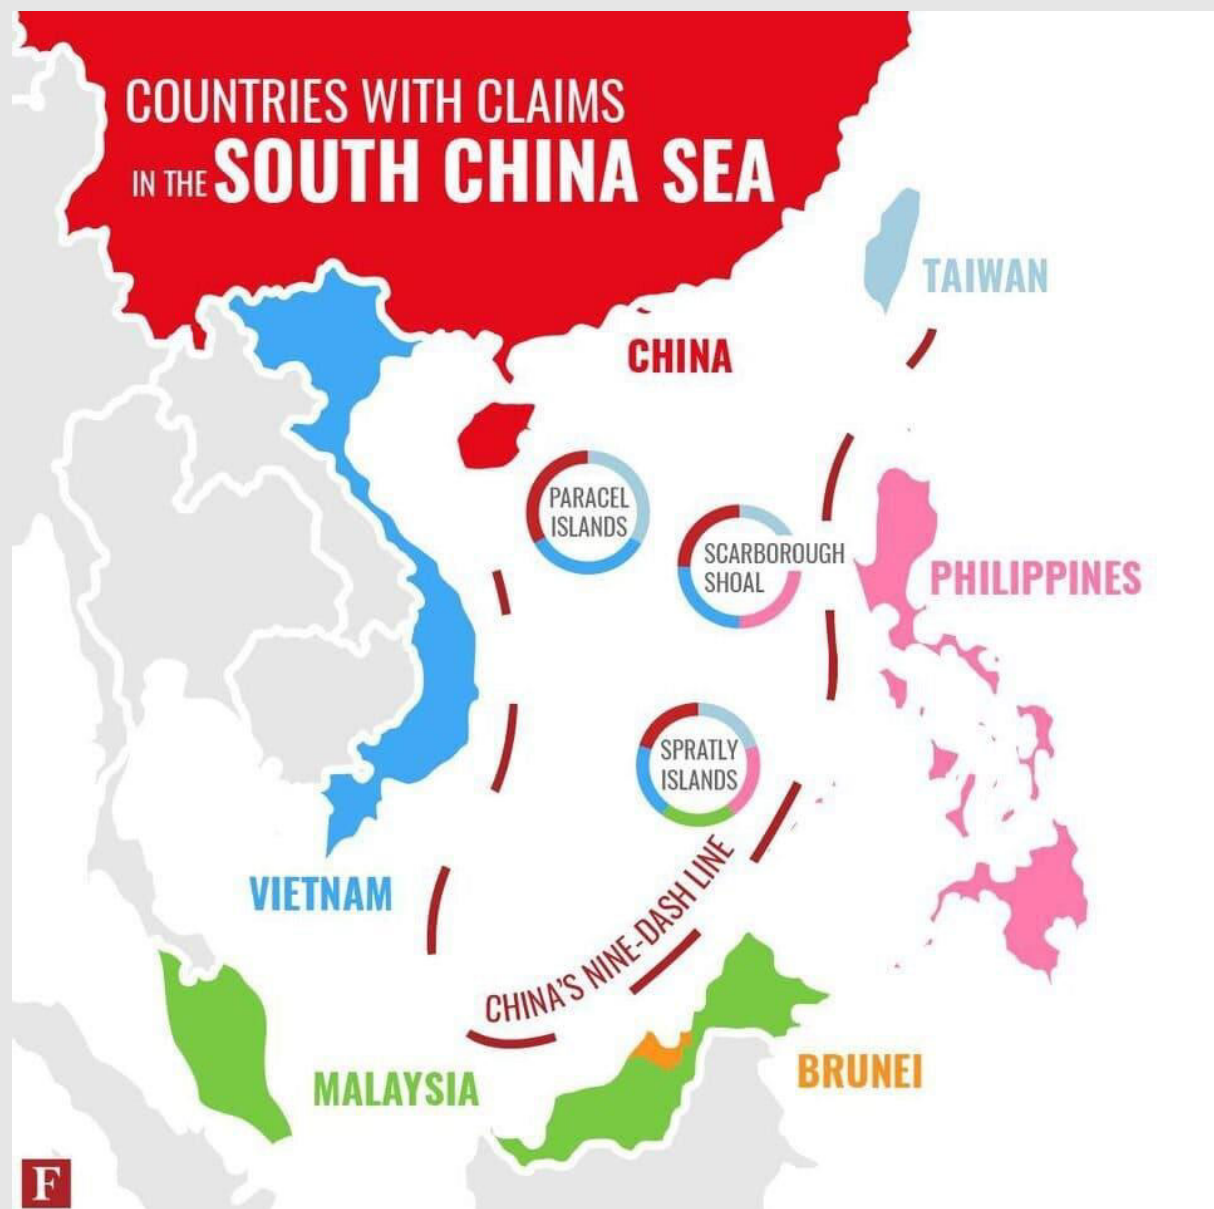 COUNTRIES WITH CLAIMS
IN THE SOUTH CHINA SEA
TAIWAN
CHINA
PARACEL
ISLANDS
SCARBOROUGH
SHOAL
PHILIPPINES
SPRATLY
ISLANDS
VIETNAM
CHINA'S NINE-DASH LINE
MALAYSIA
BRUNEI
F